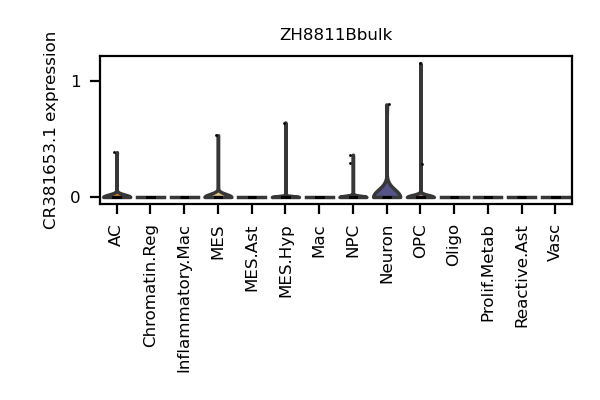 ZH8811Bbulk
CR381653.1 expression
1
0
AC
Chromatin.Reg
Inflammatory.Mac
MES
MES.Ast
MES.Hyp
Mac
NPC
Neuron
OPC
Oligo
Prolif.Metab
Reactive.Ast
Vasc